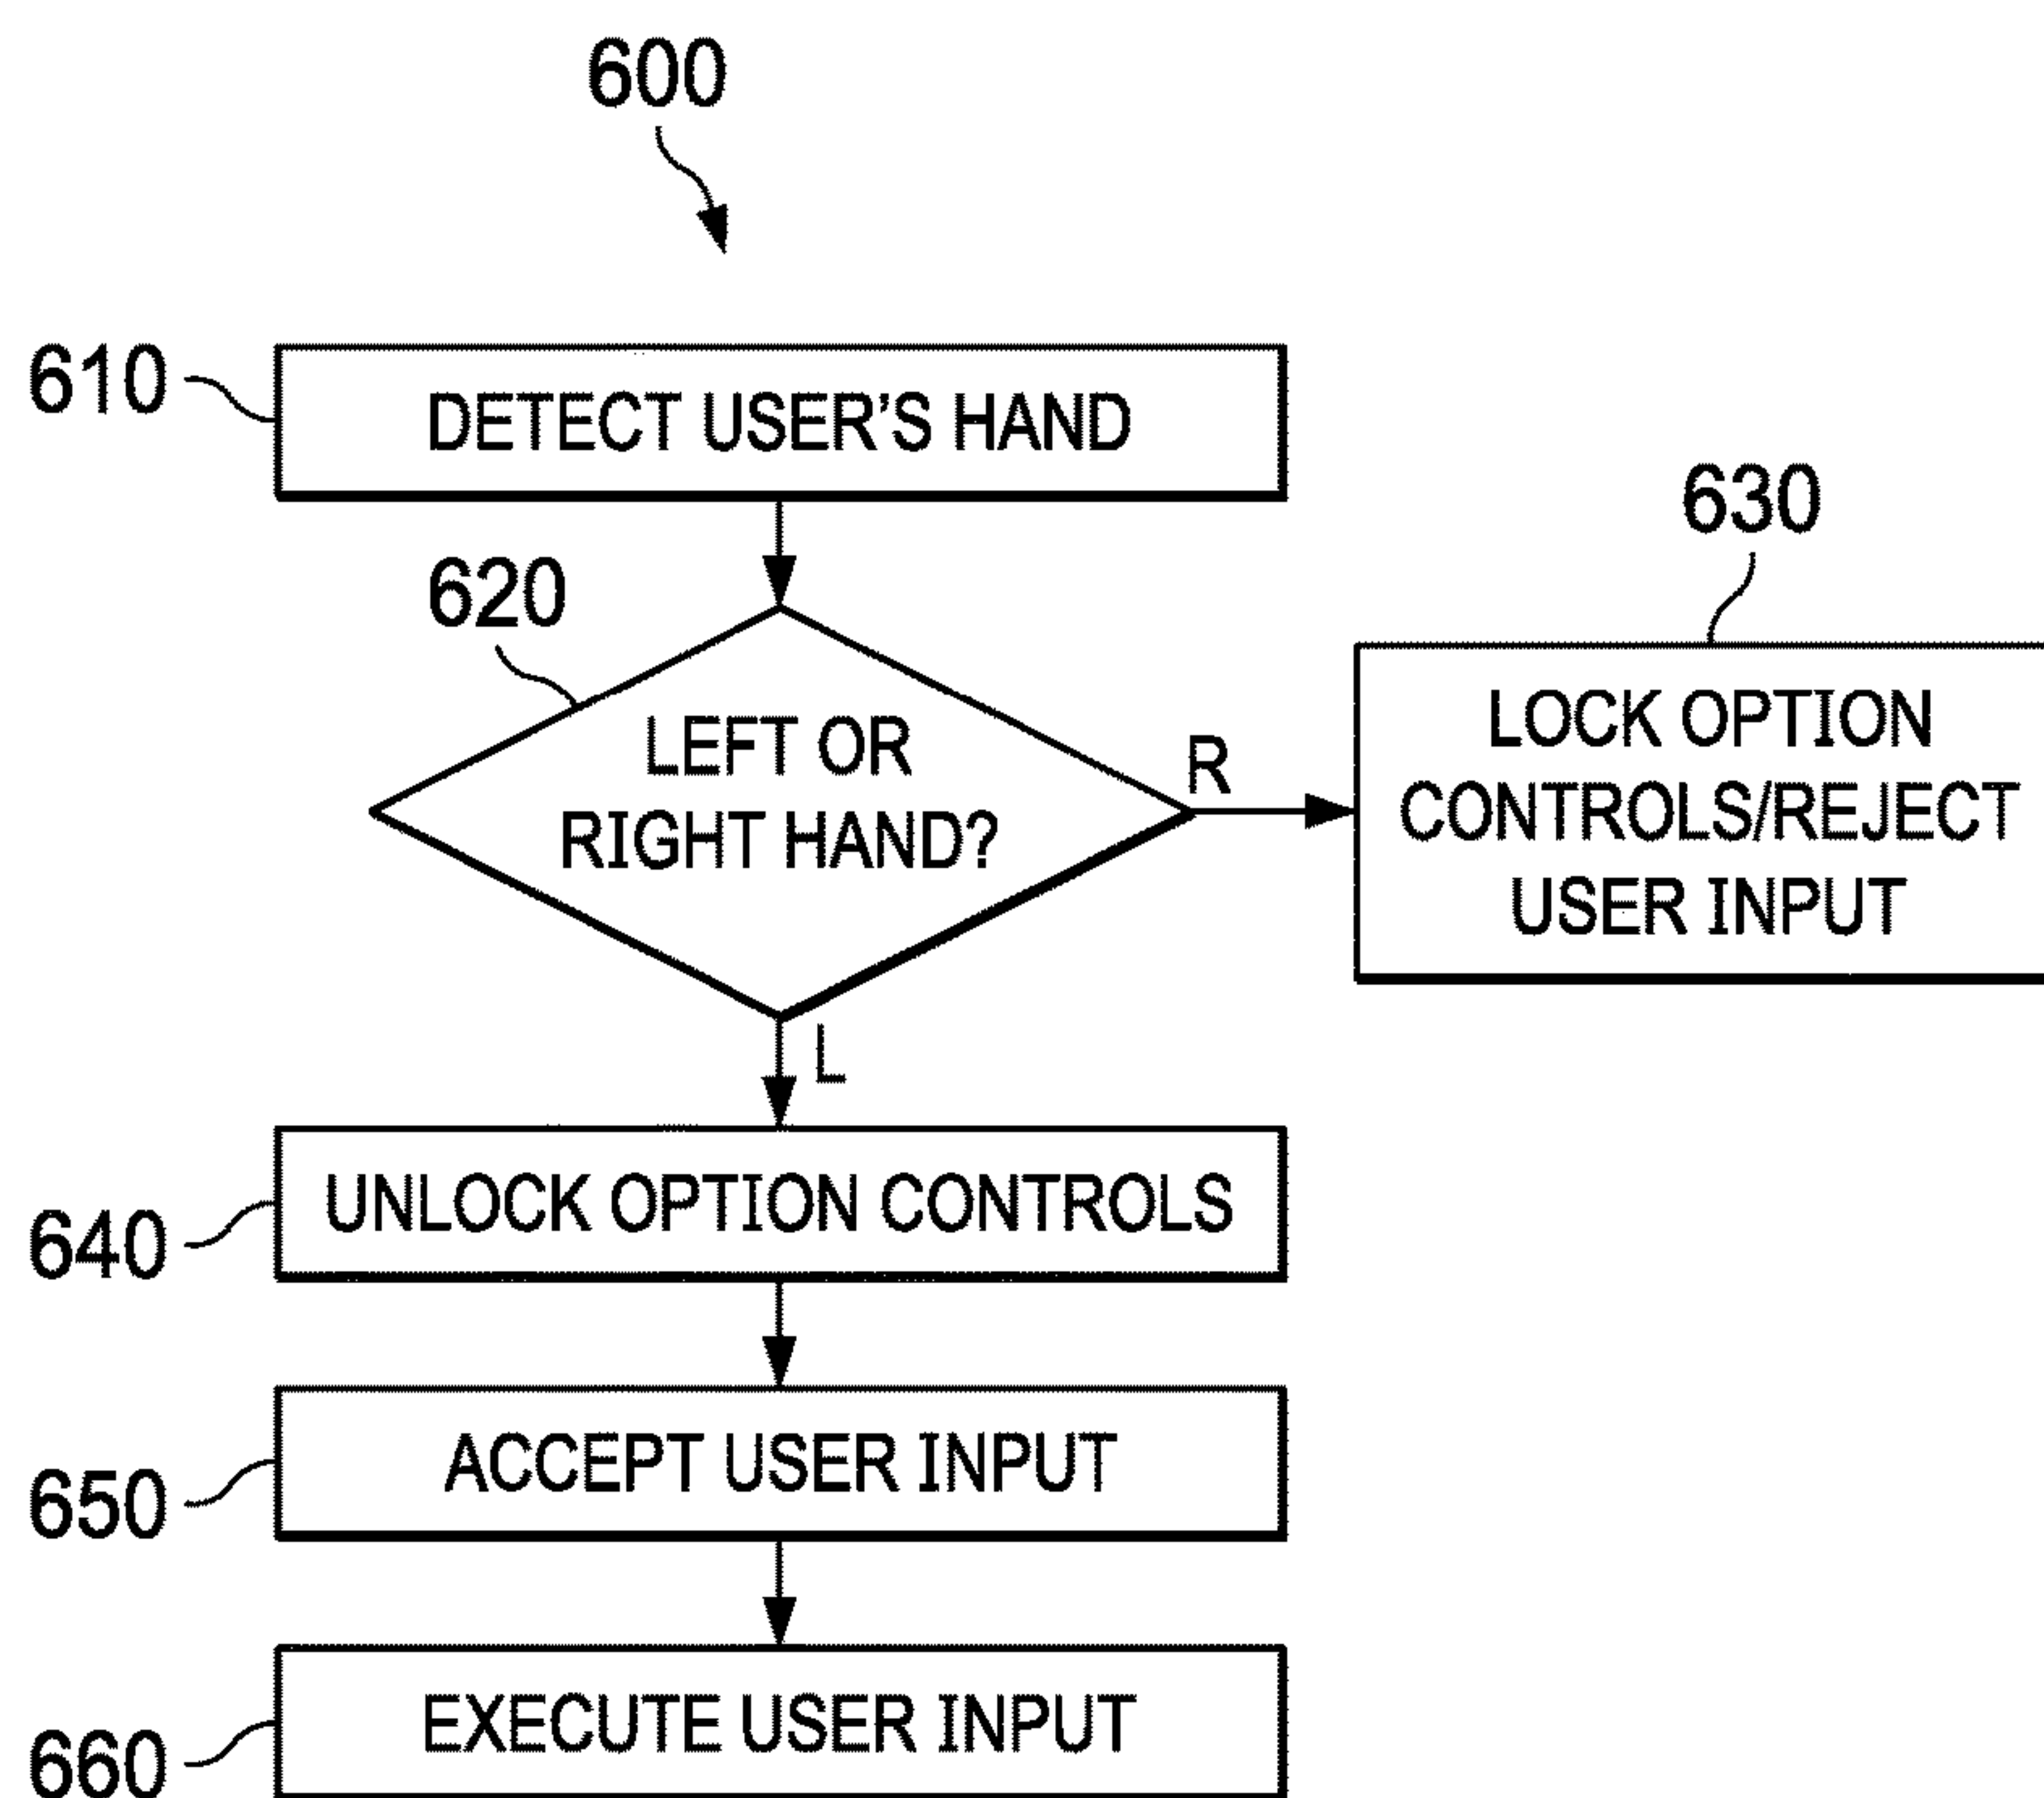 600
610
DETECT USER'S HAND
620
630
LEFT OR
RIGHT HAND?
R
LOCK OPTION
CONTROLS/REJECT
USER INPUT
L
640
UNLOCK OPTION CONTROLS
650
ACCEPT USER INPUT
660
EXECUTE USER INPUT